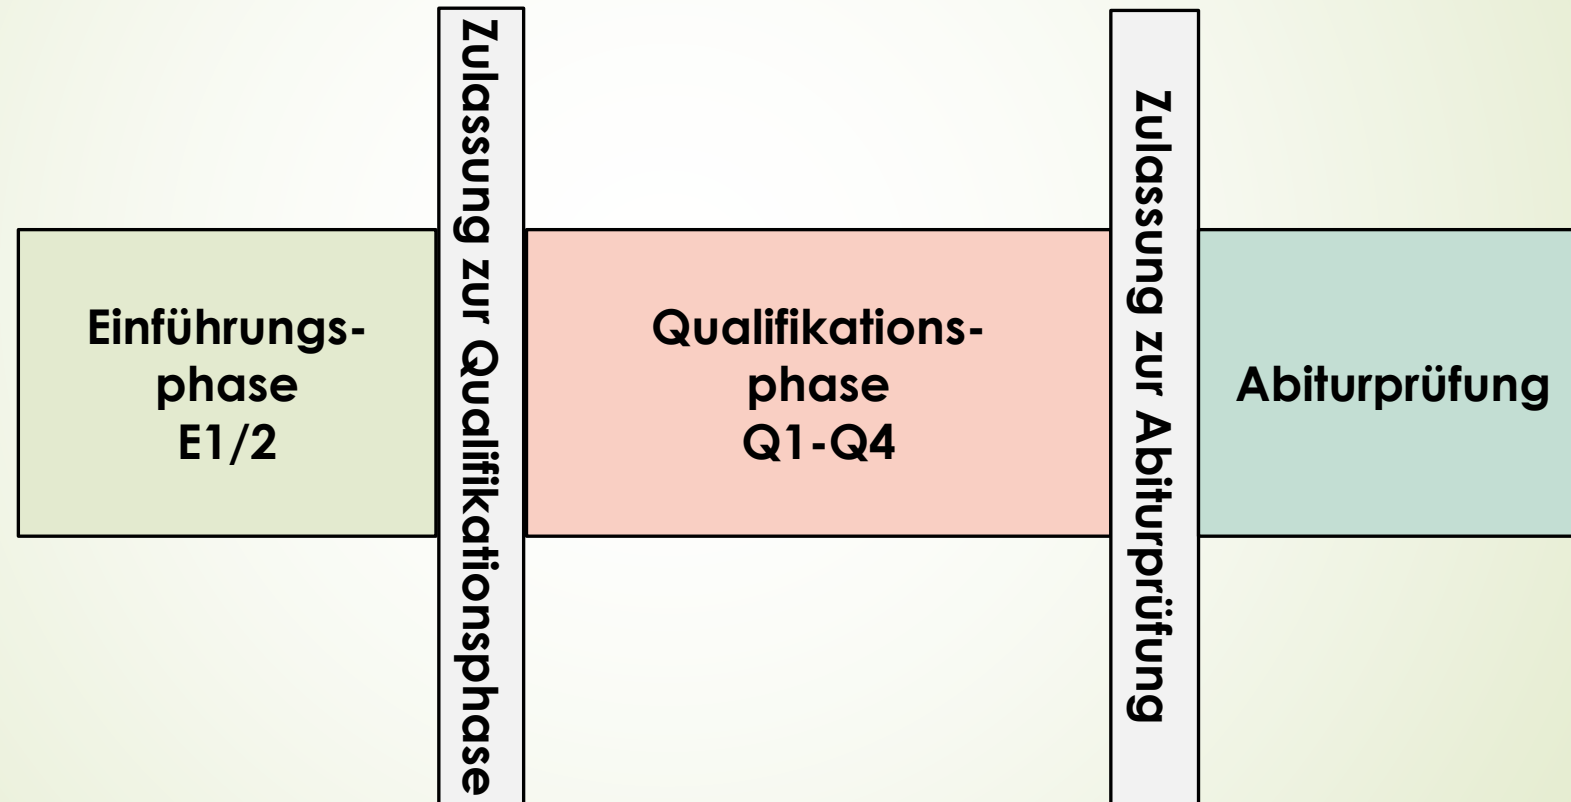 Einführungs-
phase
E1/2
Zulassung zur Qualifikationsphase
Qualifikations-
phase
Q1-Q4
Zulassung zur Abiturprüfung
Abiturprüfung